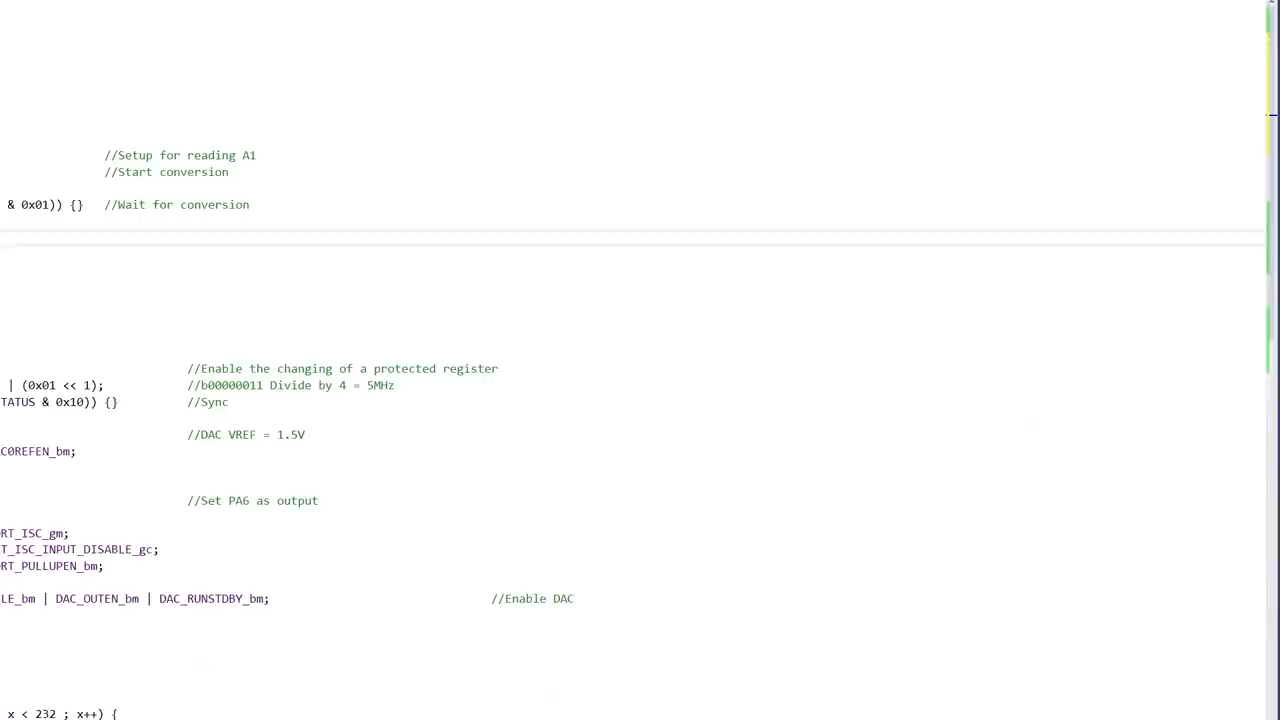 //Setup for reading A1
//Start conversion
& 0x01)) {} //Wait for conversion
//Enable the changing of a protected register
| (0x01 << 1); //b00000011 Divide by 4 = 5MHz
TATUS & 0x10)) {} //Sync
//DAC VREF = 1.5V
C0REFEN_bm;
//Set PA6 as output
RT_ISC_gm;
T_ISC_INPUT_DISABLE_gc;
RT_PULLUPEN_bm;
LE_bm | DAC_OUTEN_bm | DAC_RUNSTDBY_bm; //Enable DAC
x < 232 ; x++) {